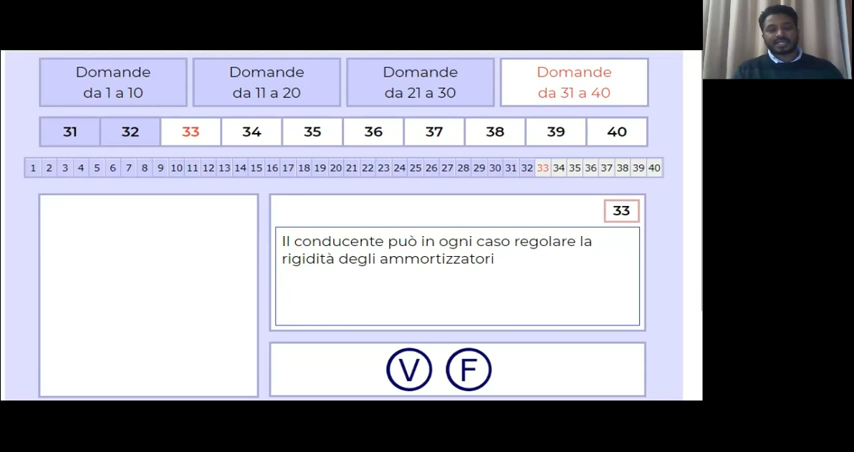 Domande
da 1 a 10
Domande
da 11 a 20
Domande
da 21 a 30
Domande
da 31 a 40
31 32 33 34 35 36 37 38 39 40
1 2 3 4 5 6 7 8 9 10 11 12 13 14 15 16 17 18 19 20 21 22 23 24 25 26 27 28 29 30 31 32 33 34 35 36 37 38 39 40
33
Il conducente può in ogni caso regolare la
rigidità degli ammortizzatori
V F